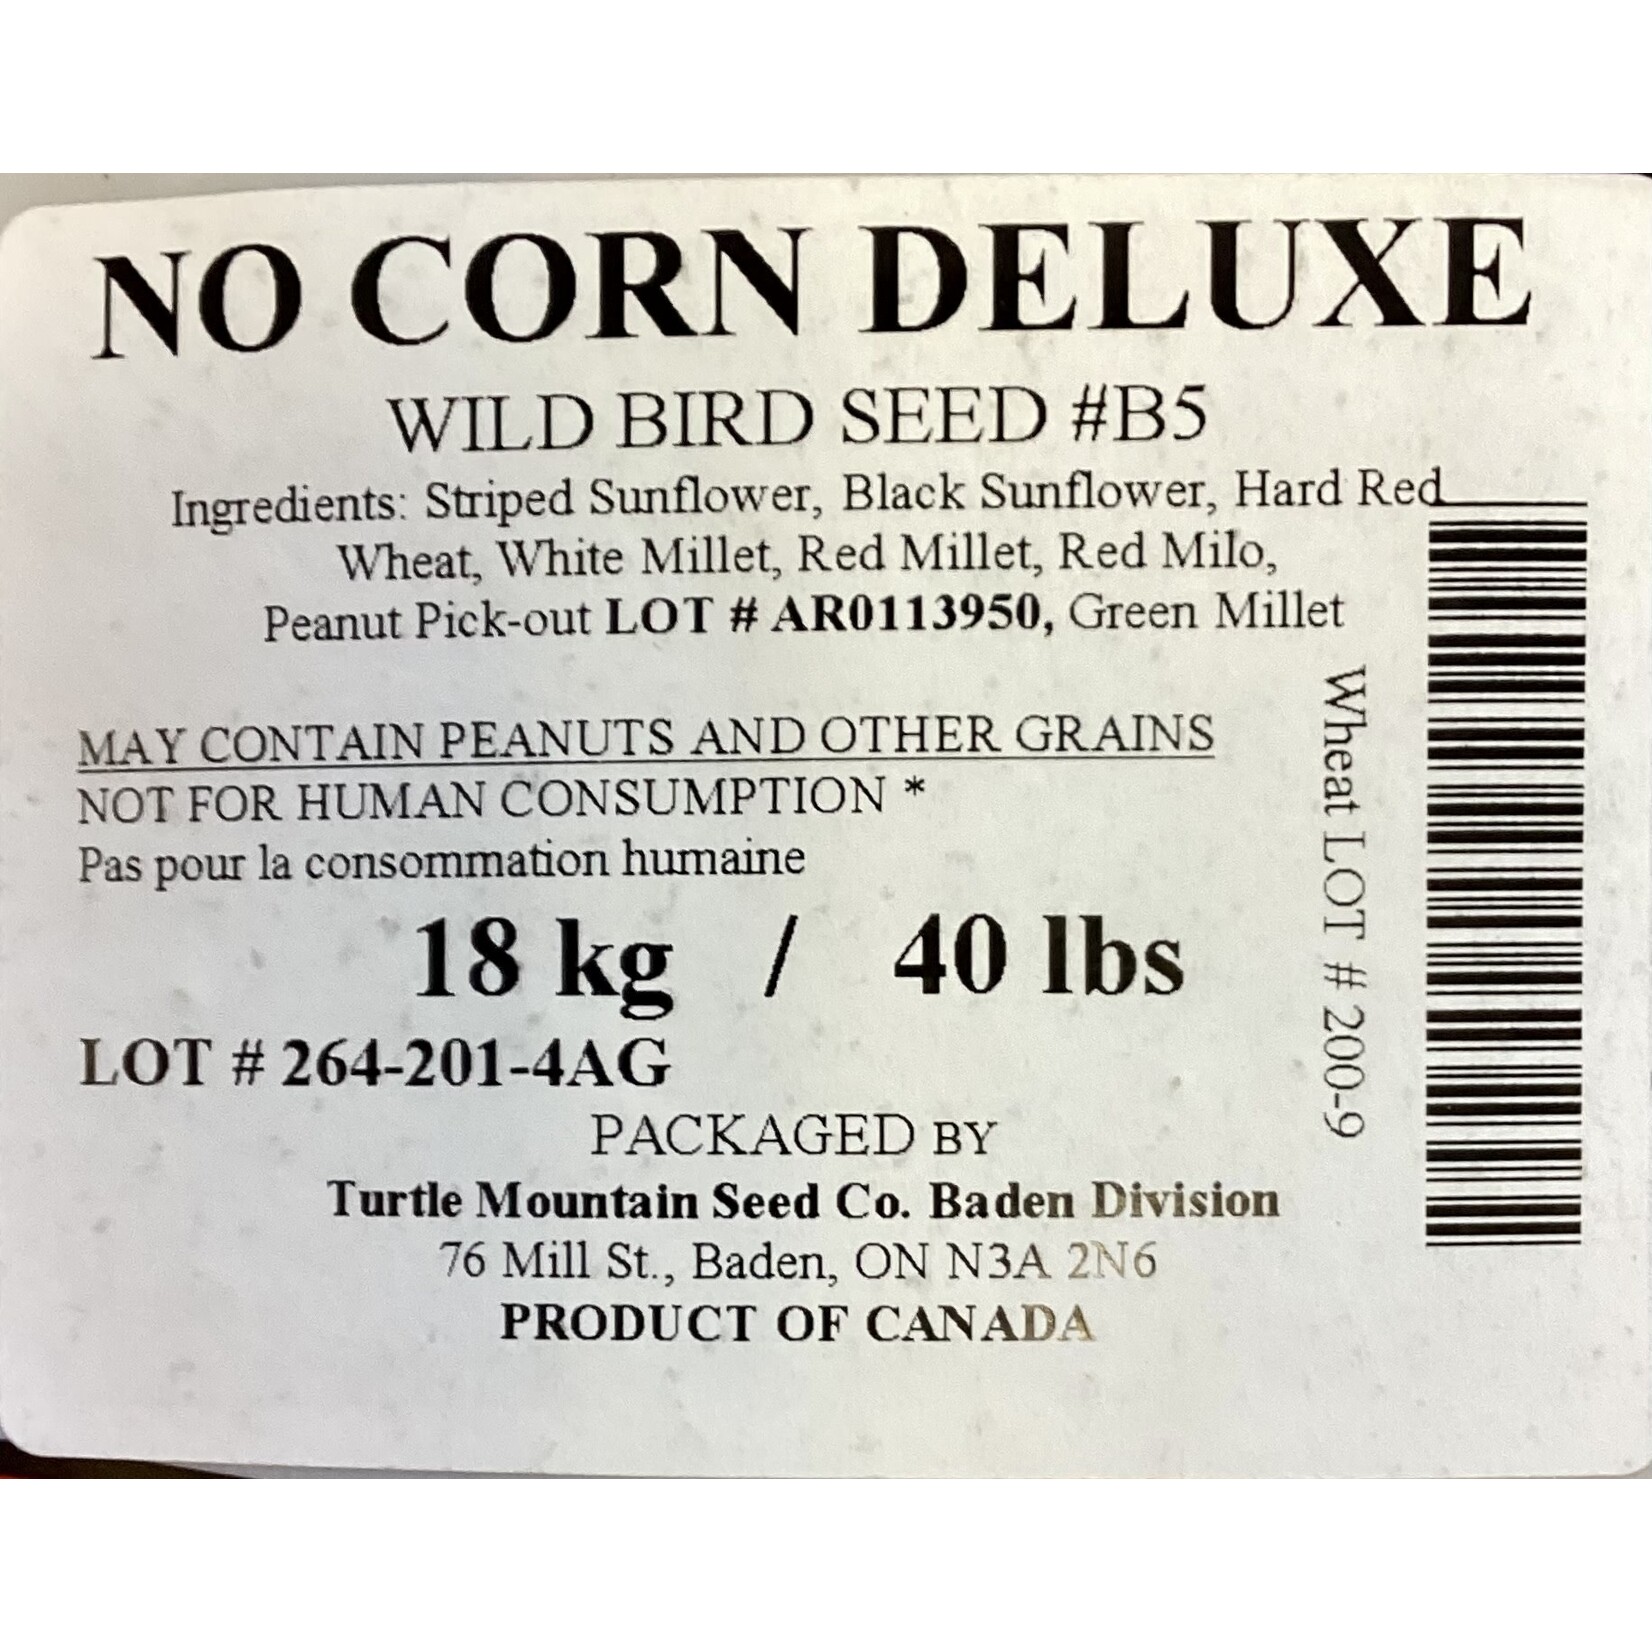 NO CORN DELUXE
WILD BIRD SEED #B5
Ingredients: Striped Sunflower, Black Sunflower, Hard Red
Wheat, White Millet, Red Millet, Red Milo,
Peanut Pick-out LOT # AR0113950, Green Millet
MAY CONTAIN PEANUTS AND OTHER GRAINS
NOT FOR HUMAN CONSUMPTION *
Pas pour la consommation humaine
18 kg / 40 lbs
LOT # 264-201-4AG
PACKAGED BY
Turtle Mountain Seed Co. Baden Division
76 Mill St., Baden, ON N3A 2N6
PRODUCT OF CANADA
Wheat LOT # 200-9